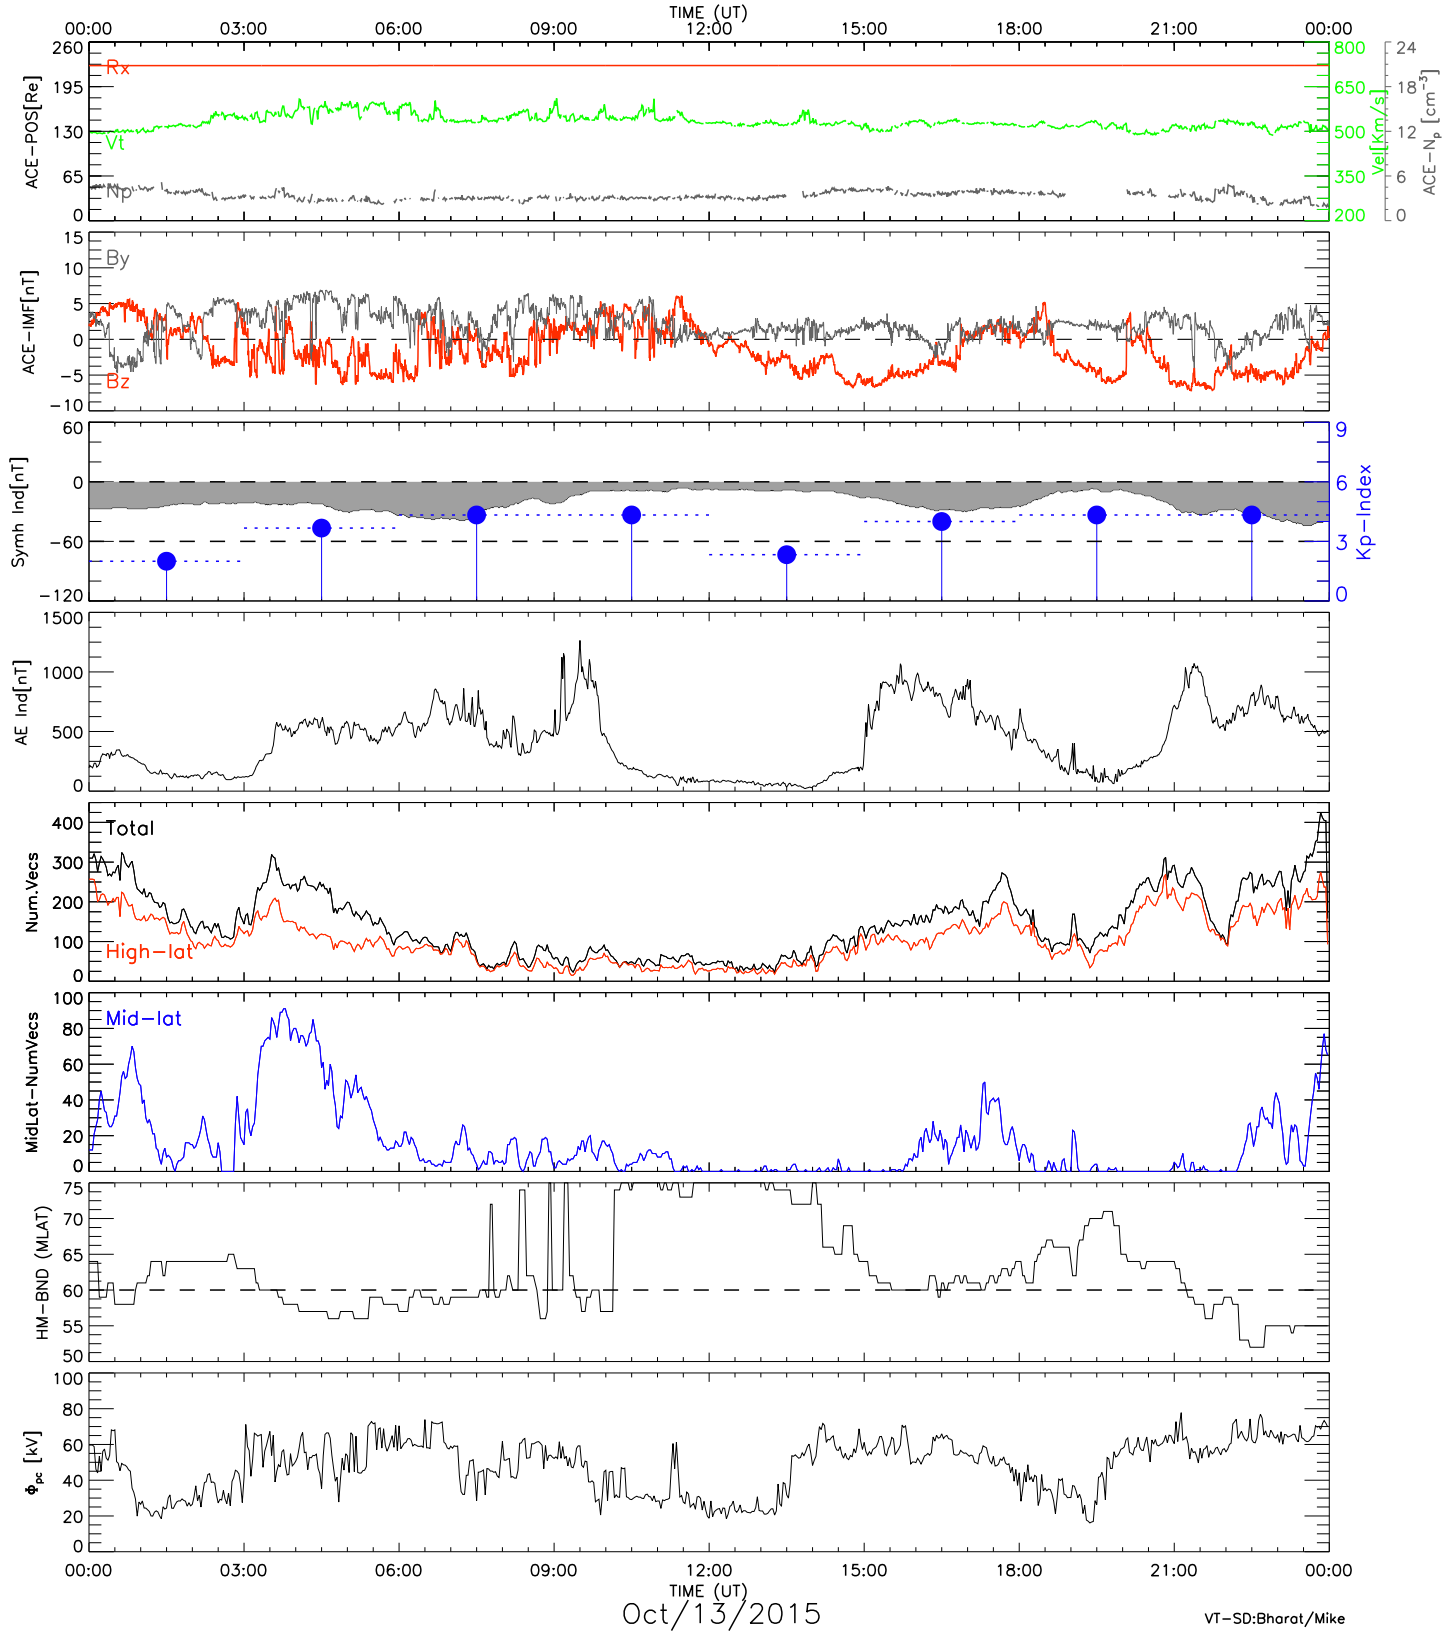 TIME (UT)
00:00 03:00 06:00 09:00 12:00 15:00 18:00 21:00 00:00
260 195 130 65 0
ACE-POS[Re]
Rx
Vt
Np
800 650 500 350 200
Vel[Km/s]
24 18 12 6 0
ACE-Np [cm⁻³]
15 10 5 0 -5 -10
ACE-IMF[nT]
By
Bz
60 0 -60 -120
Symh Ind[nT]
9 6 3 0
Kp-Index
1500 1000 500 0
AE Ind[nT]
400 300 200 100 0
Num.Vecs
Total
High-lat
100 80 60 40 20 0
MidLat-NumVecs
Mid-lat
75 70 65 60 55 50
HM-BND (MLAT)
100 80 60 40 20 0
Φpc [kV]
00:00 03:00 06:00 09:00 12:00 15:00 18:00 21:00 00:00
TIME (UT)
Oct/13/2015
VT-SD:Bharat/Mike